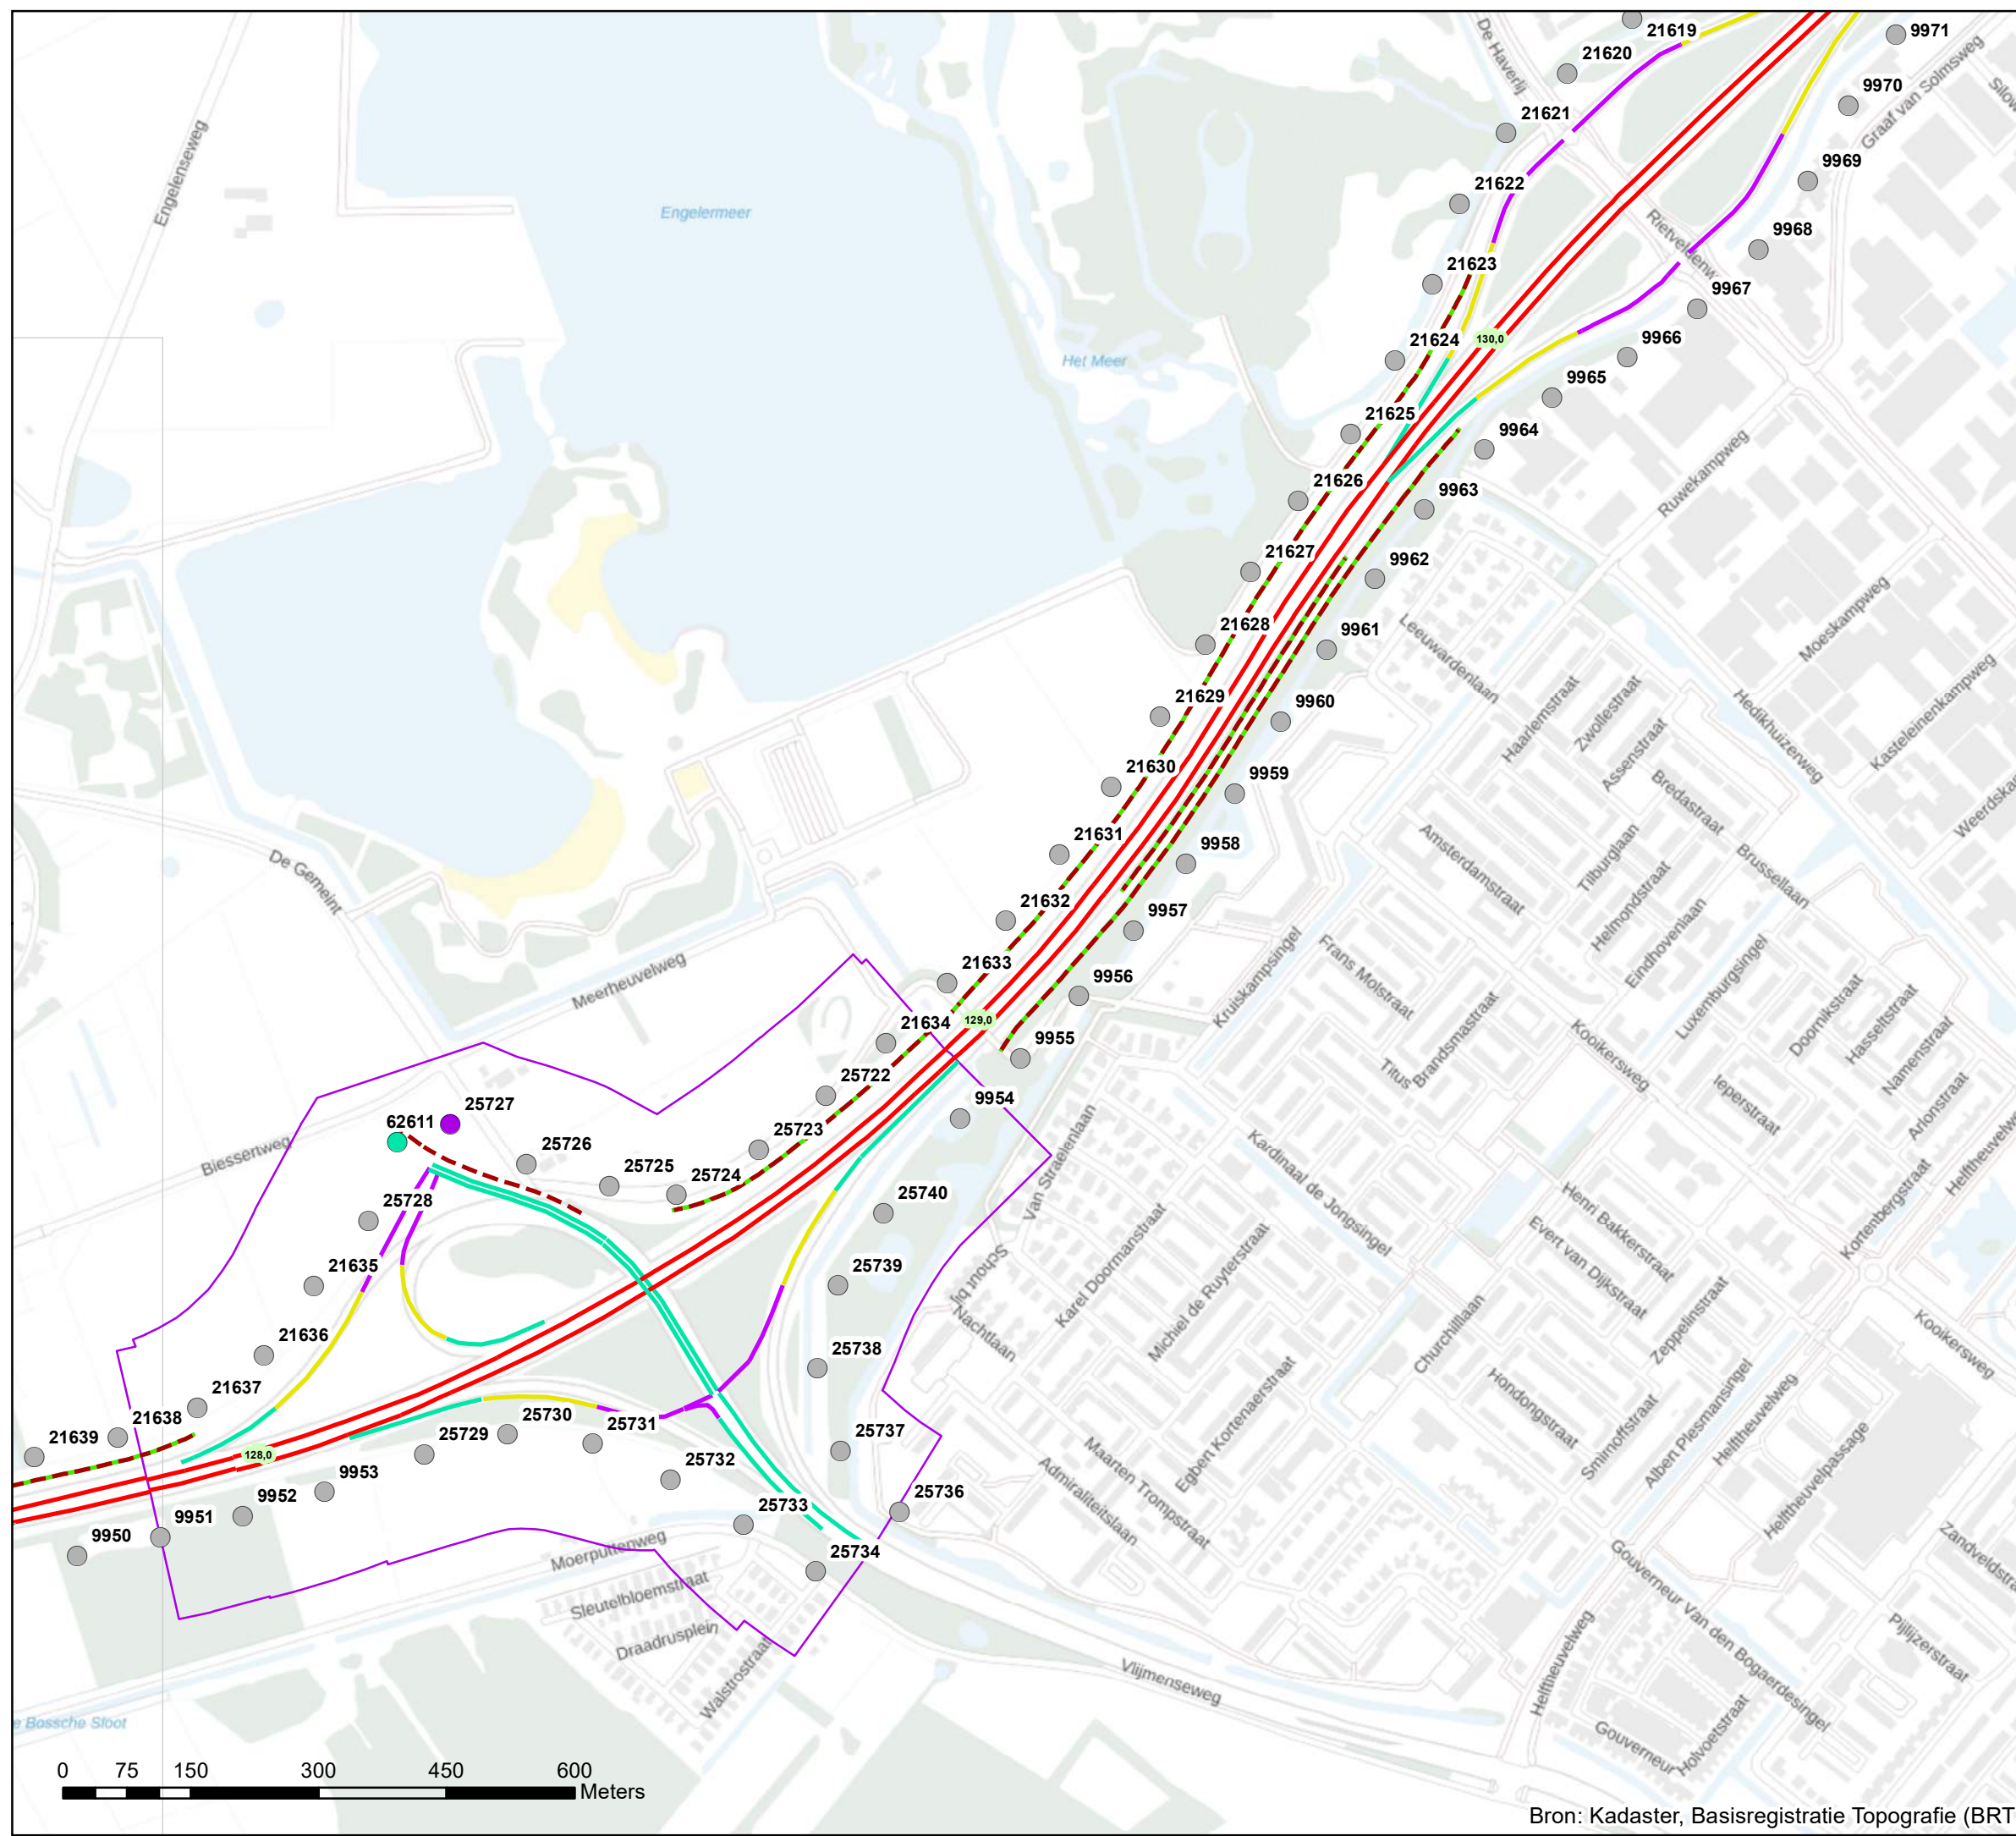 De Haverlij
21619
9971
21620
Graaf van Solmsweg
9970
21621
Engelenseweg
9969
21622
Engelermeer
9968
21623
9967
130,0
21624
9966
Het Meer
9965
21625
9964
Ruwekampweg
21626
9963
21627
9962
Moeskampweg
21628
9961
Leeuwardenlaan
21629
9960
Haarlemstraat
Zwollestraat
Assenstraat
Hedikhuizerweg
Kasteleinenkampweg
21630
9959
Bredastraat
21631
9958
Amsterdamstraat
Tilburglaan
Brussellaan
De Gemeint
21632
9957
Helmondstraat
Eindhovenlaan
Meerheuvelweg
21633
9956
Kruiskampsingel
Frans Molstraat
Luxemburgsingel
Doornikstraat
Hasseltstraat
Namenstraat
129,0
21634
9955
Titus Brandsmastraat
Kooikersweg
Ieperstraat
Arlonstraat
25722
9954
25727
62611
Biessertweg
25723
25726
25725
25724
Van Straelenlaan
Kardinaal de Jongsingel
Henri Bakkerstraat
Kortenbergstraat
25728
25740
Evert van Dijkstraat
21635
25739
Schout bij Nachtlaan
Karel Doormanstraat
Michiel de Ruyterstraat
Zeppelinstraat
Churchilllaan
Kooikersweg
21636
25738
21637
Egbert Kortenaerstraat
Hondongstraat
Albert Plesmansingel
Helftheuvelweg
Helftheuvelpassage
21638
21639
128,0
25730
25731
25729
25737
25732
Smirnoffstraat
Maarten Trompstraat
Admiraliteitslaan
9953
9952
9951
9950
25733
25736
25734
Moerputtenweg
Sleutelbloemstraat
Draadrusplein
Walstrostraat
Vlijmenseweg
Helftheuvelweg
Gouverneur Van den Bogaerdesingel
Pijlijzerstraat
Gouverneur
Holvoetstraat
0 75 150 300 450 600
Meters
Bron: Kadaster, Basisregistratie Topografie (BRT